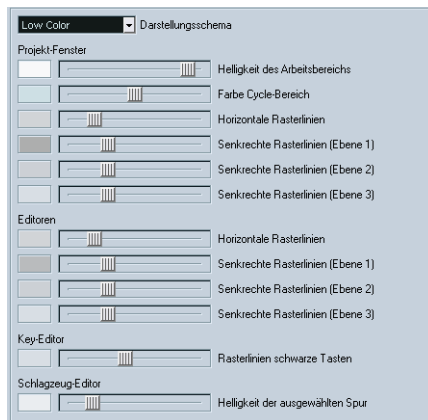 Low Color Darstellungsschema
Projekt-Fenster
Helligkeit des Arbeitsbereichs
Farbe Cycle-Bereich
Horizontale Rasterlinien
Senkrechte Rasterlinien (Ebene 1)
Senkrechte Rasterlinien (Ebene 2)
Senkrechte Rasterlinien (Ebene 3)
Editoren
Horizontale Rasterlinien
Senkrechte Rasterlinien (Ebene 1)
Senkrechte Rasterlinien (Ebene 2)
Senkrechte Rasterlinien (Ebene 3)
Key-Editor
Rasterlinien schwarze Tasten
Schlagzeug-Editor
Helligkeit der ausgewählten Spur